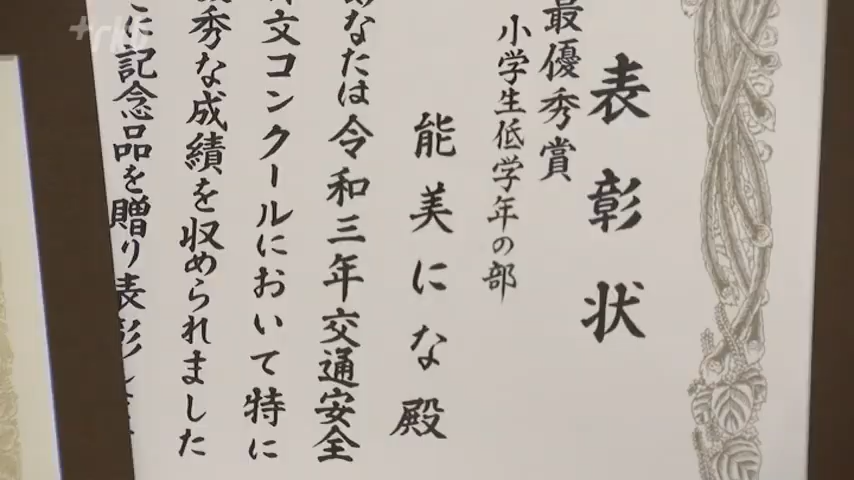 表彰状
最優秀賞
小学生低学年の部
能美にな殿
なたは令和三年交通安全
文コンクールにおいて特に
秀な成績を収められました
に記念品を贈り表彰し
+rkb